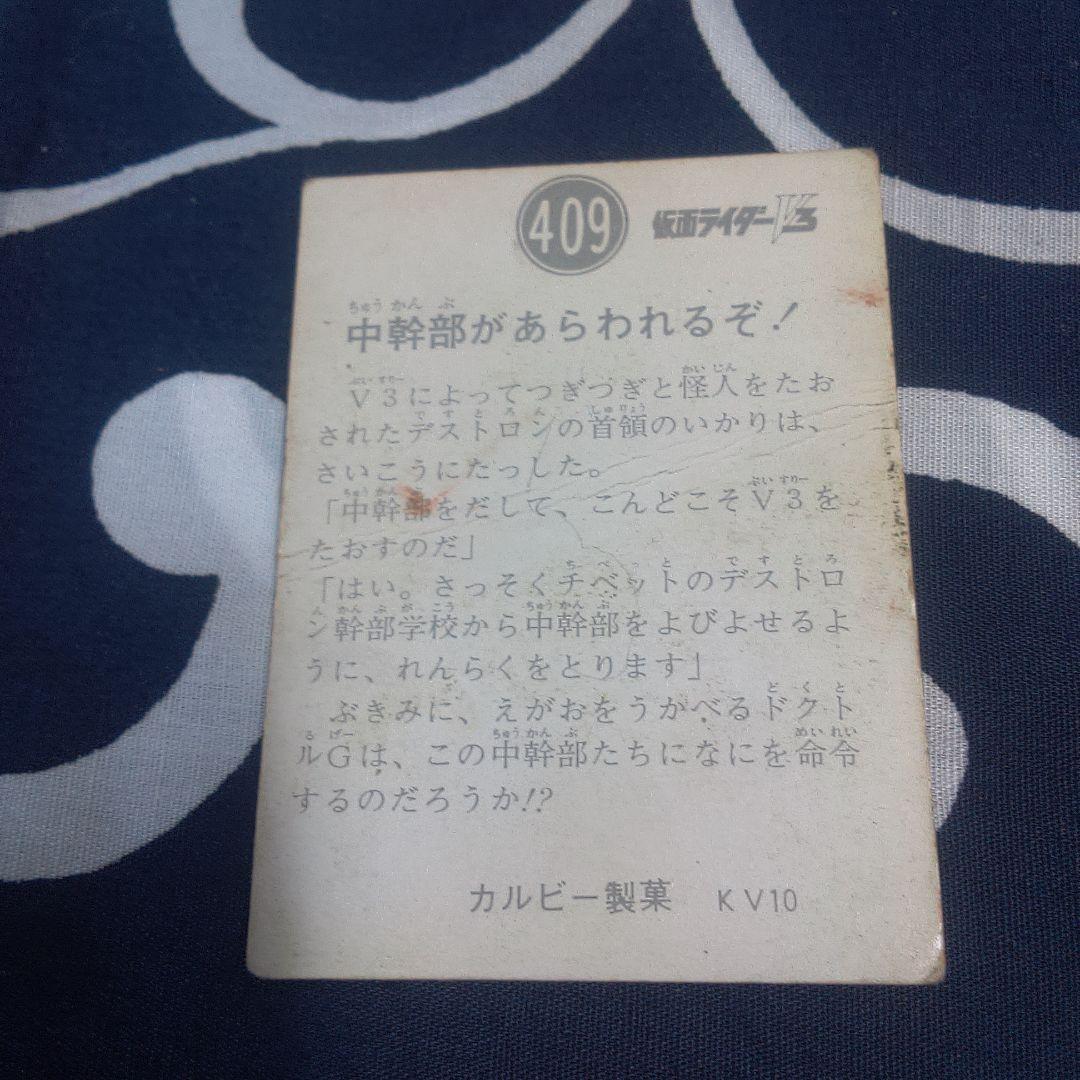 409 仮面ライダーV3
中幹部があらわれるぞ！
V3によってつぎつぎと怪人をたお
されたデストロンの首領のいかりは、
さいこうにたっした。
「中幹部をだして、こんどこそV3を
たおすのだ」
「はい。さっそくチベットのデストロ
ン幹部学校から中幹部をよびよせるよ
うに、れんらくをとります」
ぶきみに、えがおをうかべるドクト
ルGは、この中幹部たちになにを命令
するのだろうか!?
カルビー製菓 KV10